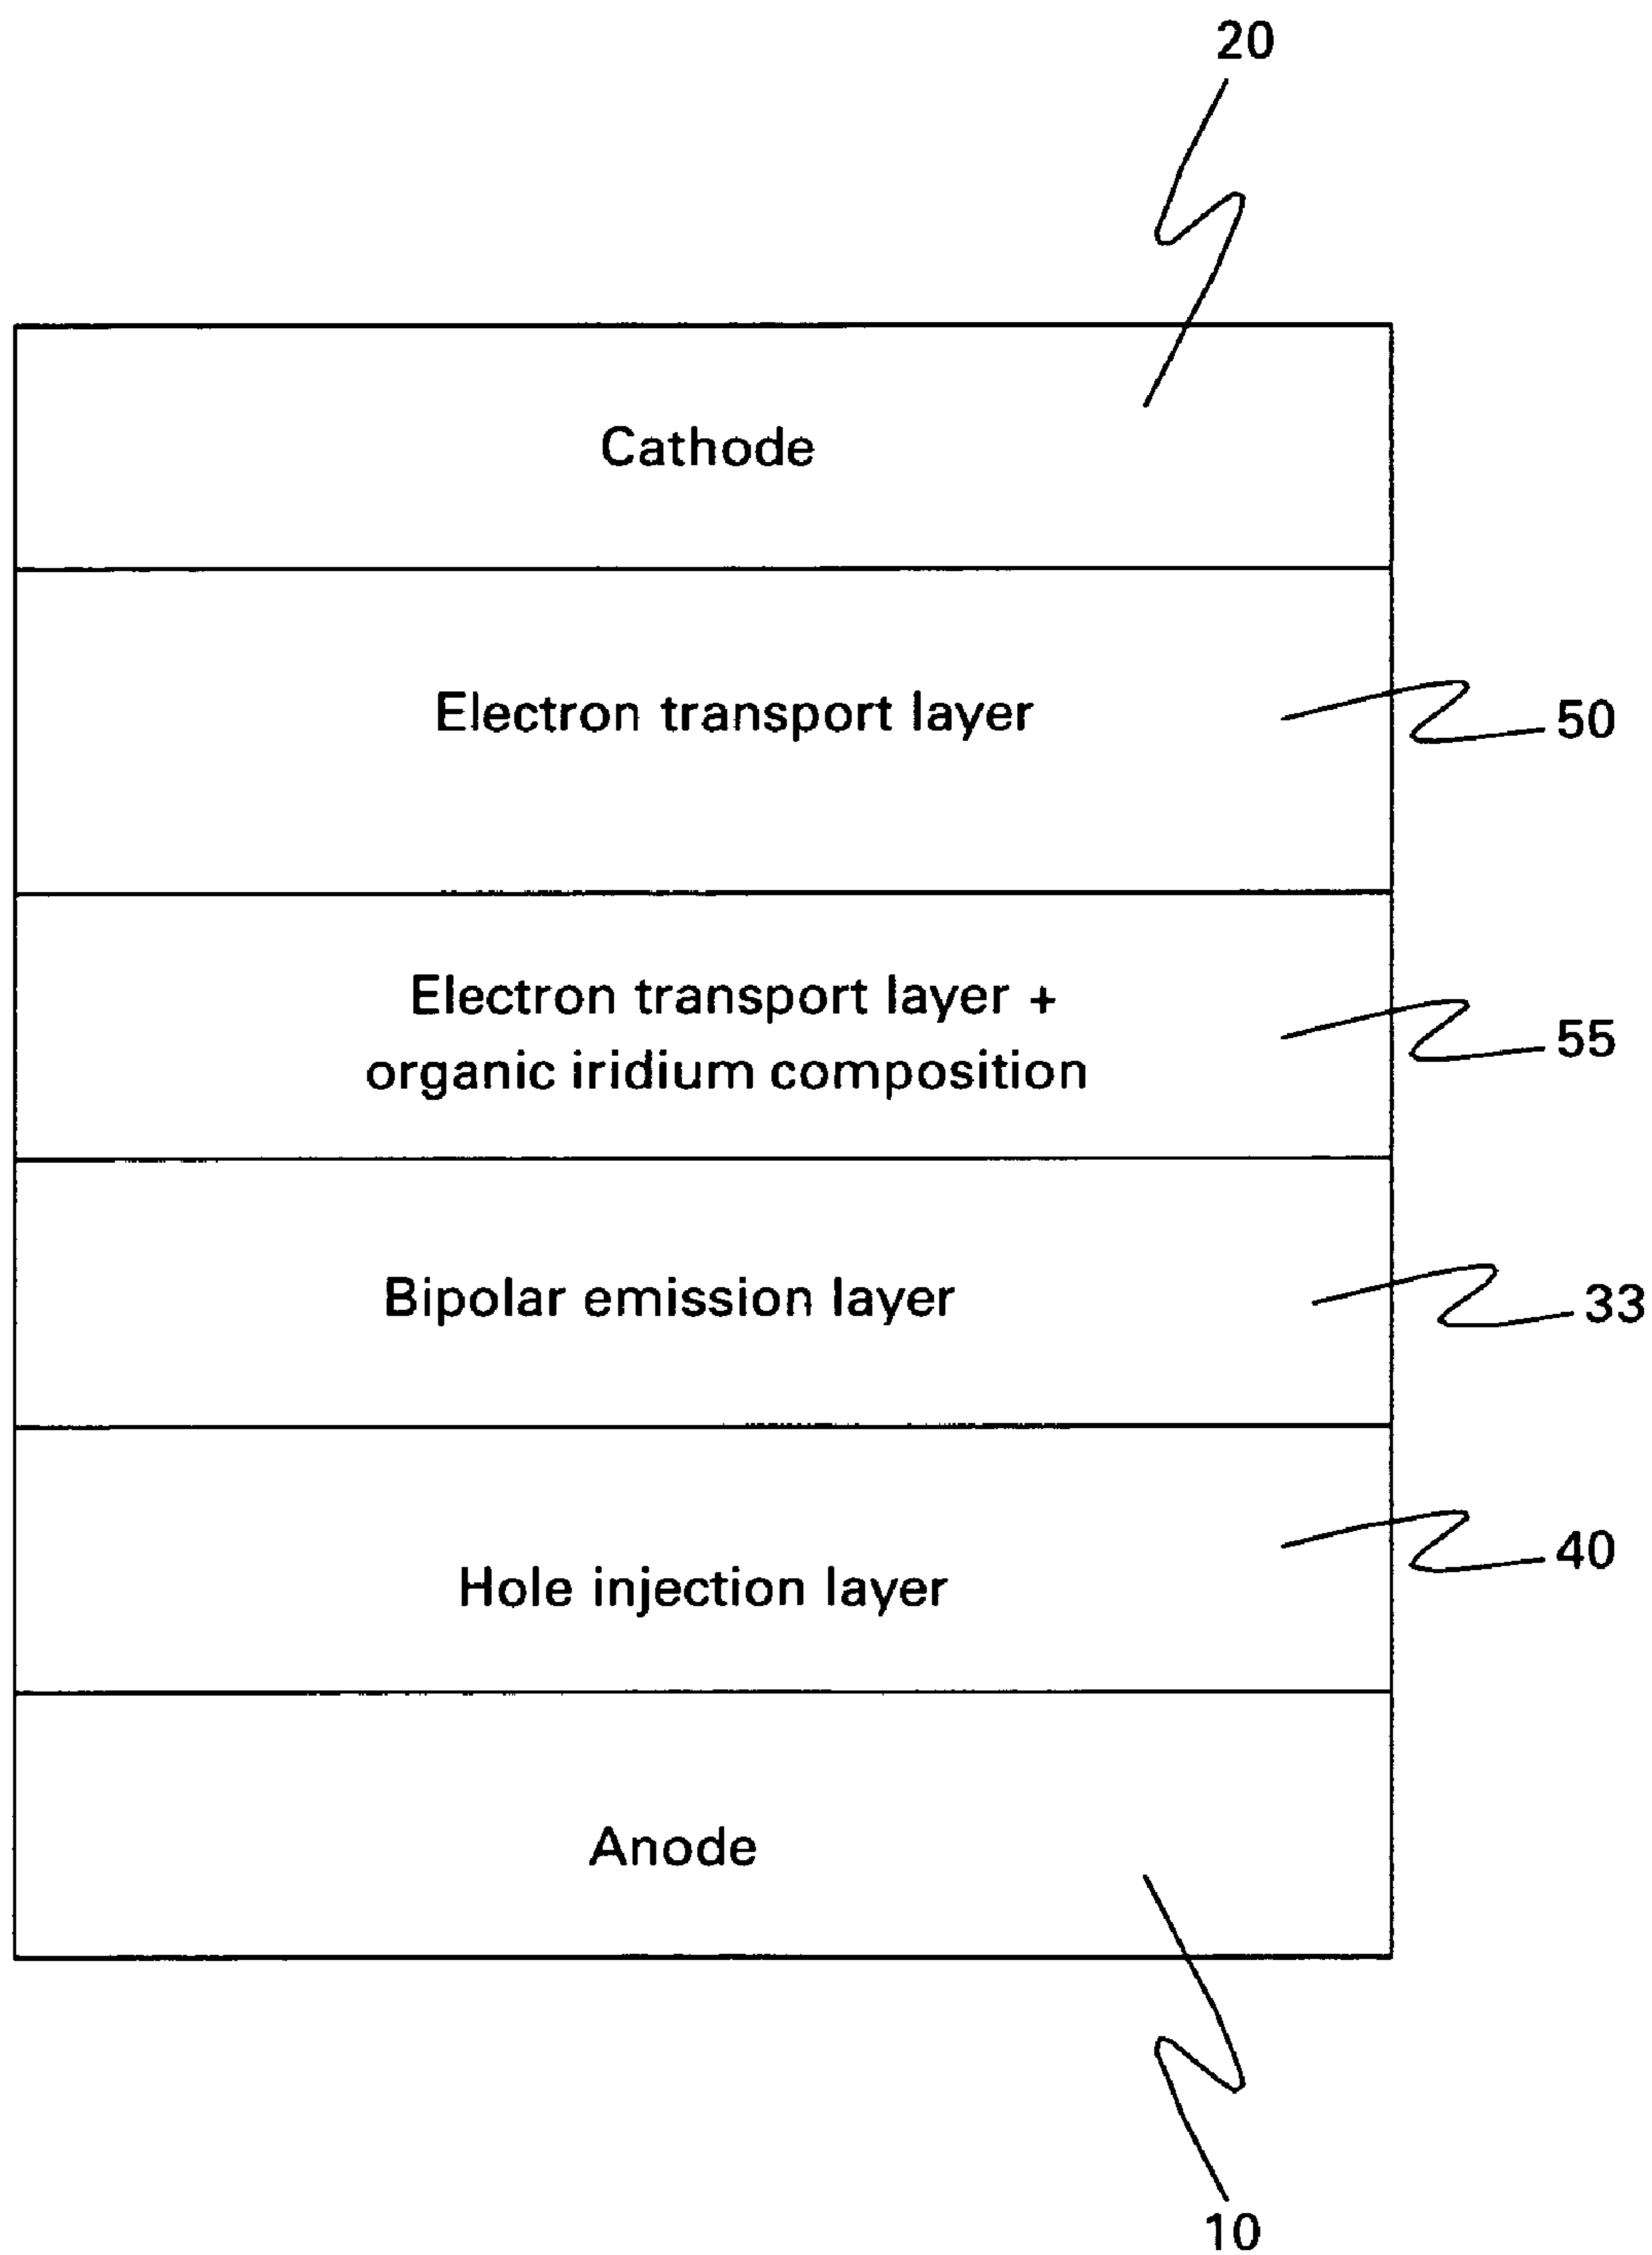 20
Cathode
Electron transport layer
50
Electron transport layer +
organic iridium composition
55
Bipolar emission layer
33
Hole injection layer
40
Anode
10